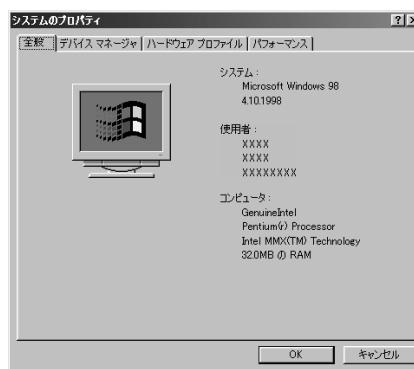 システムのプロパティ
全般 デバイス マネージャ ハードウェア プロファイル パフォーマンス
システム:
Microsoft Windows 98
4.10.1998
使用者:
XXXX
XXXX
XXXXXXXX
コンピュータ:
GenuineIntel
Pentium(r) Processor
Intel MMX(TM) Technology
32.0MB の RAM
OK キャンセル